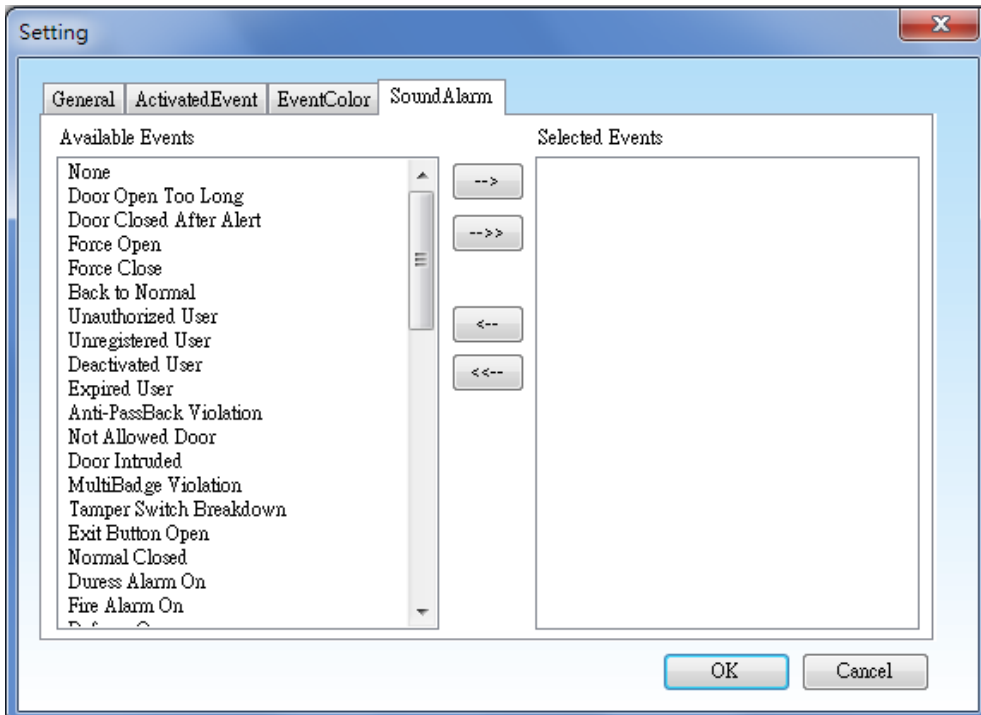 Setting
X
General ActivatedEvent EventColor SoundAlarm
Available Events
None
Door Open Too Long
Door Closed After Alert
Force Open
Force Close
Back to Normal
Unauthorized User
Unregistered User
Deactivated User
Expired User
Anti-PassBack Violation
Not Allowed Door
Door Intruded
MultiBadge Violation
Tamper Switch Breakdown
Exit Button Open
Normal Closed
Duress Alarm On
Fire Alarm On
-->
-->>
<--
<<--
Selected Events
OK Cancel